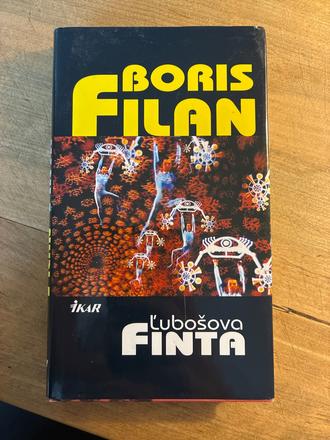 BORIS
FILAN
iKAR
Ľubošova
FINTA